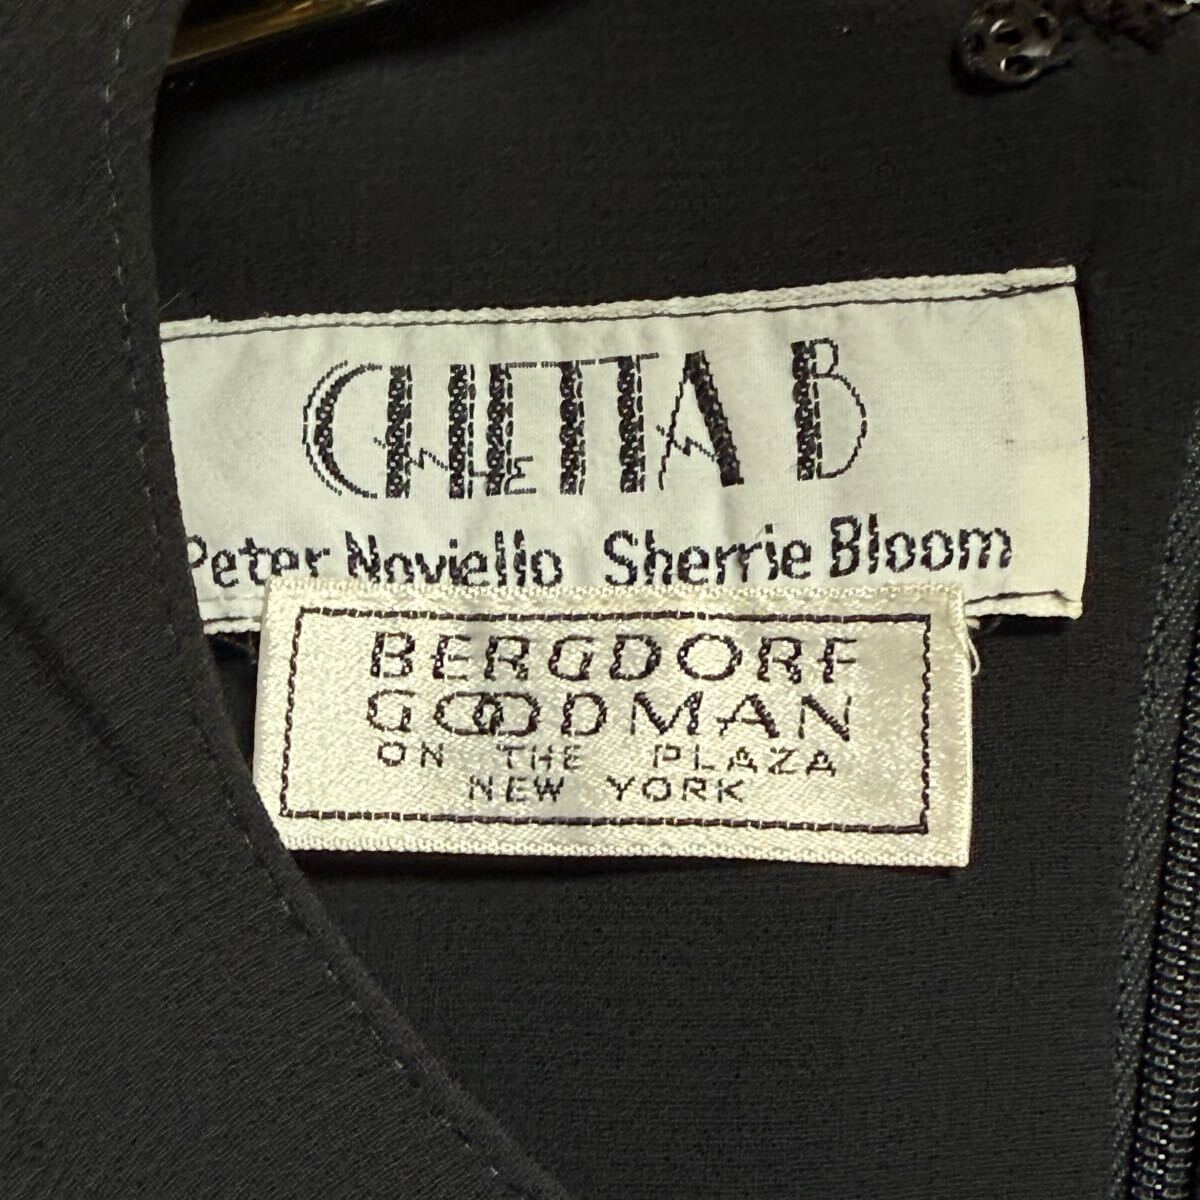 CHETTA B
Peter Noviello Sherrie Bloom
BERGDORF
GOODMAN
ON THE PLAZA
NEW YORK